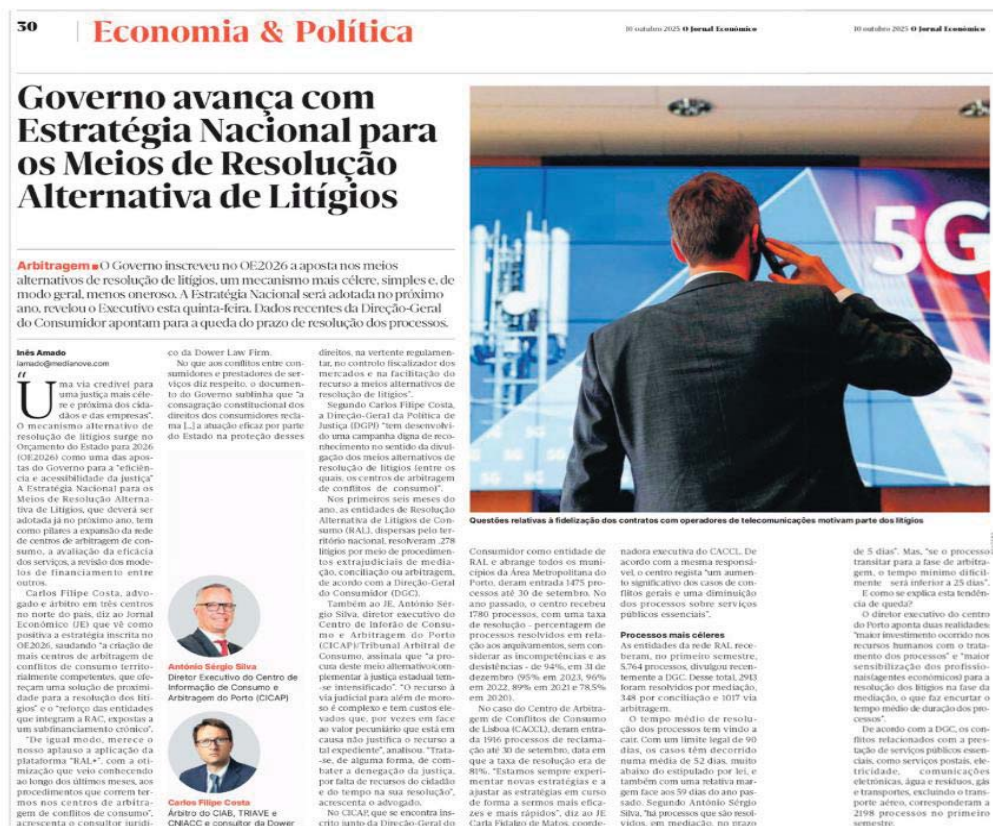 30
Economia & Política
10 outubro 2025 O Jornal Económico
10 outubro 2025 O Jornal Económico
Governo avança com
Estratégia Nacional para
os Meios de Resolução
Alternativa de Litígios
Arbitragem ■ O Governo inscreveu no OE2026 a aposta nos meios
alternativos de resolução de litígios, um mecanismo mais célere, simples e, de
modo geral, menos oneroso. A Estratégia Nacional será adotada no próximo
ano, revelou o Executivo esta quinta-feira. Dados recentes da Direção-Geral
do Consumidor apontam para a queda do prazo de resolução dos processos.
Inês Amado
iamado@medianove.com
"Uma via credível para
uma justiça mais céle-
re e próxima dos cida-
dãos e das empresas".
O mecanismo alternativo de
resolução de litígios surge no
Orçamento do Estado para 2026
(OE2026) como uma das apos-
tas do Governo para a "eficiên-
cia e acessibilidade da justiça"
A Estratégia Nacional para os
Meios de Resolução Alterna-
tiva de Litígios, que deverá ser
adotada já no próximo ano, tem
como pilares a expansão da rede
de centros de arbitragem de con-
sumo, a avaliação da eficácia
dos serviços, a revisão dos mode-
los de financiamento entre
outros.
Carlos Filipe Costa, advo-
gado e árbitro em três centros
no norte do país, diz ao Jornal
Económico (JE) que vê como
positiva a estratégia inscrita no
OE2026, saudando "a criação de
mais centros de arbitragem de
conflitos de consumo territo-
rialmente competentes, que ofe-
reçam uma solução de proximi-
dade para a resolução dos lití-
gios" e o "reforço das entidades
que integram a RAC, expostas a
um subfinanciamento crónico".
"De igual modo, merece o
nosso aplauso a aplicação da
plataforma "RAL+", com a oti-
mização que veio conhecendo
ao longo dos últimos meses, aos
procedimentos que correm ter-
mos nos centros de arbitra-
gem de conflitos de consumo",
acrescenta o consultor jurídi-
co da Dower Law Firm.
No que aos conflitos entre con-
sumidores e prestadores de ser-
viços diz respeito, o documen-
to do Governo sublinha que "a
consagração constitucional dos
direitos dos consumidores recla-
ma [...] a atuação eficaz por parte
do Estado na proteção desses
António Sérgio Silva
Diretor Executivo do Centro de
Informação de Consumo e
Arbitragem do Porto (CICAP)
Carlos Filipe Costa
Árbitro do CIAB, TRIAVE e
CNIACC e consultor da Dower
direitos, na vertente regulamen-
tar, no controlo fiscalizador dos
mercados e na facilitação do
recurso a meios alternativos de
resolução de litígios".
Segundo Carlos Filipe Costa,
a Direção-Geral da Política de
Justiça (DGPJ) "tem desenvolvi-
do uma campanha digna de reco-
nhecimento no sentido da divul-
gação dos meios alternativos de
resolução de litígios (entre os
quais, os centros de arbitragem
de conflitos de consumo)".
Nos primeiros seis meses do
ano, as entidades de Resolução
Alternativa de Litígios de Con-
sumo (RAL), dispersas pelo ter-
ritório nacional, resolveram .278
litígios por meio de procedimen-
tos extrajudiciais de media-
ção, conciliação ou arbitragem,
de acordo com a Direção-Geral
do Consumidor (DGC).
Também ao JE, António Sér-
gio Silva, diretor executivo do
Centro de Inforão de Consu-
mo e Arbitragem do Porto
(CICAP)/Tribunal Arbitral de
Consumo, assinala que "a pro-
cura deste meio alternativo/com-
plementar à justiça estadual tem-
-se intensificado". "O recurso à
via judicial para além de moro-
so é complexo e tem custos ele-
vados que, por vezes em face
ao valor pecuniário que está em
causa não justifica o recurso a
tal expediente", analisou. "Trata-
-se, de alguma forma, de com-
bater a denegação da justiça,
por falta de recursos do cidadão
e do tempo na sua resolução",
acrescenta o advogado.
No CICAP, que se encontra ins-
crito junto da Direção-Geral do
5G
Questões relativas à fidelização dos contratos com operadores de telecomunicações motivam parte dos litígios
Consumidor como entidade de
RAL e abrange todos os muni-
cípios da Área Metropolitana do
Porto, deram entrada 1475 pro-
cessos até 30 de setembro. No
ano passado, o centro recebeu
1780 processos, com uma taxa
de resolução - percentagem de
processos resolvidos em rela-
ção aos arquivamentos, sem con-
siderar as incompetências e as
desistências - de 94%, em 31 de
dezembro (95% em 2023, 96%
em 2022, 89% em 2021 e 78,5%
em 2020).
No caso do Centro de Arbitra-
gem de Conflitos de Consumo
de Lisboa (CACCL), deram entra-
da 1916 processos de reclama-
ção até 30 de setembro, data em
que a taxa de resolução era de
81%. "Estamos sempre experi-
mentar novas estratégias e a
ajustar as estratégias em curso
de forma a sermos mais efica-
zes e mais rápidos", diz ao JE
Carla Fidalgo de Matos, coorde-
nadora executiva do CACCL. De
acordo com a mesma responsá-
vel, o centro regista "um aumen-
to significativo dos casos de con-
flitos gerais e uma diminuição
dos processos sobre serviços
públicos essenciais".
Processos mais céleres
As entidades da rede RAL rece-
beram, no primeiro semestre,
5.764 processos, divulgou recen-
temente a DGC. Desse total, 2943
foram resolvidos por mediação,
348 por conciliação e 1017 via
arbitragem.
O tempo médio de resolu-
ção dos processos tem vindo a
cair. Com um limite legal de 90
dias, os casos têm decorrido
numa média de 52 dias, muito
abaixo do estipulado por lei, e
também com uma relativa mar-
gem face aos 59 dias do ano pas-
sado. Segundo António Sérgio
Silva, "há processos que são resol-
vidos, em mediação, no prazo
de 5 dias". Mas, "se o processo
transitar para a fase de arbitra-
gem, o tempo mínimo dificil-
mente será inferior a 25 dias".
E como se explica esta tendên-
cia de queda?
O diretor executivo do centro
do Porto aponta duas realidades:
"maior investimento ocorrido nos
recursos humanos com o trata-
mento dos processos" e "maior
sensibilização dos profissio-
nais(agentes económicos) para a
resolução dos litígios na fase da
mediação, o que faz encurtar o
tempo médio de duração dos pro-
cessos".
De acordo com a DGC, os con-
flitos relacionados com a pres-
tação de serviços públicos essen-
ciais, como serviços postais, ele-
tricidade, comunicações
eletrónicas, água e resíduos, gás
e transportes, excluindo o trans-
porte aéreo, corresponderam a
2198 processos no primeiro
semestre.